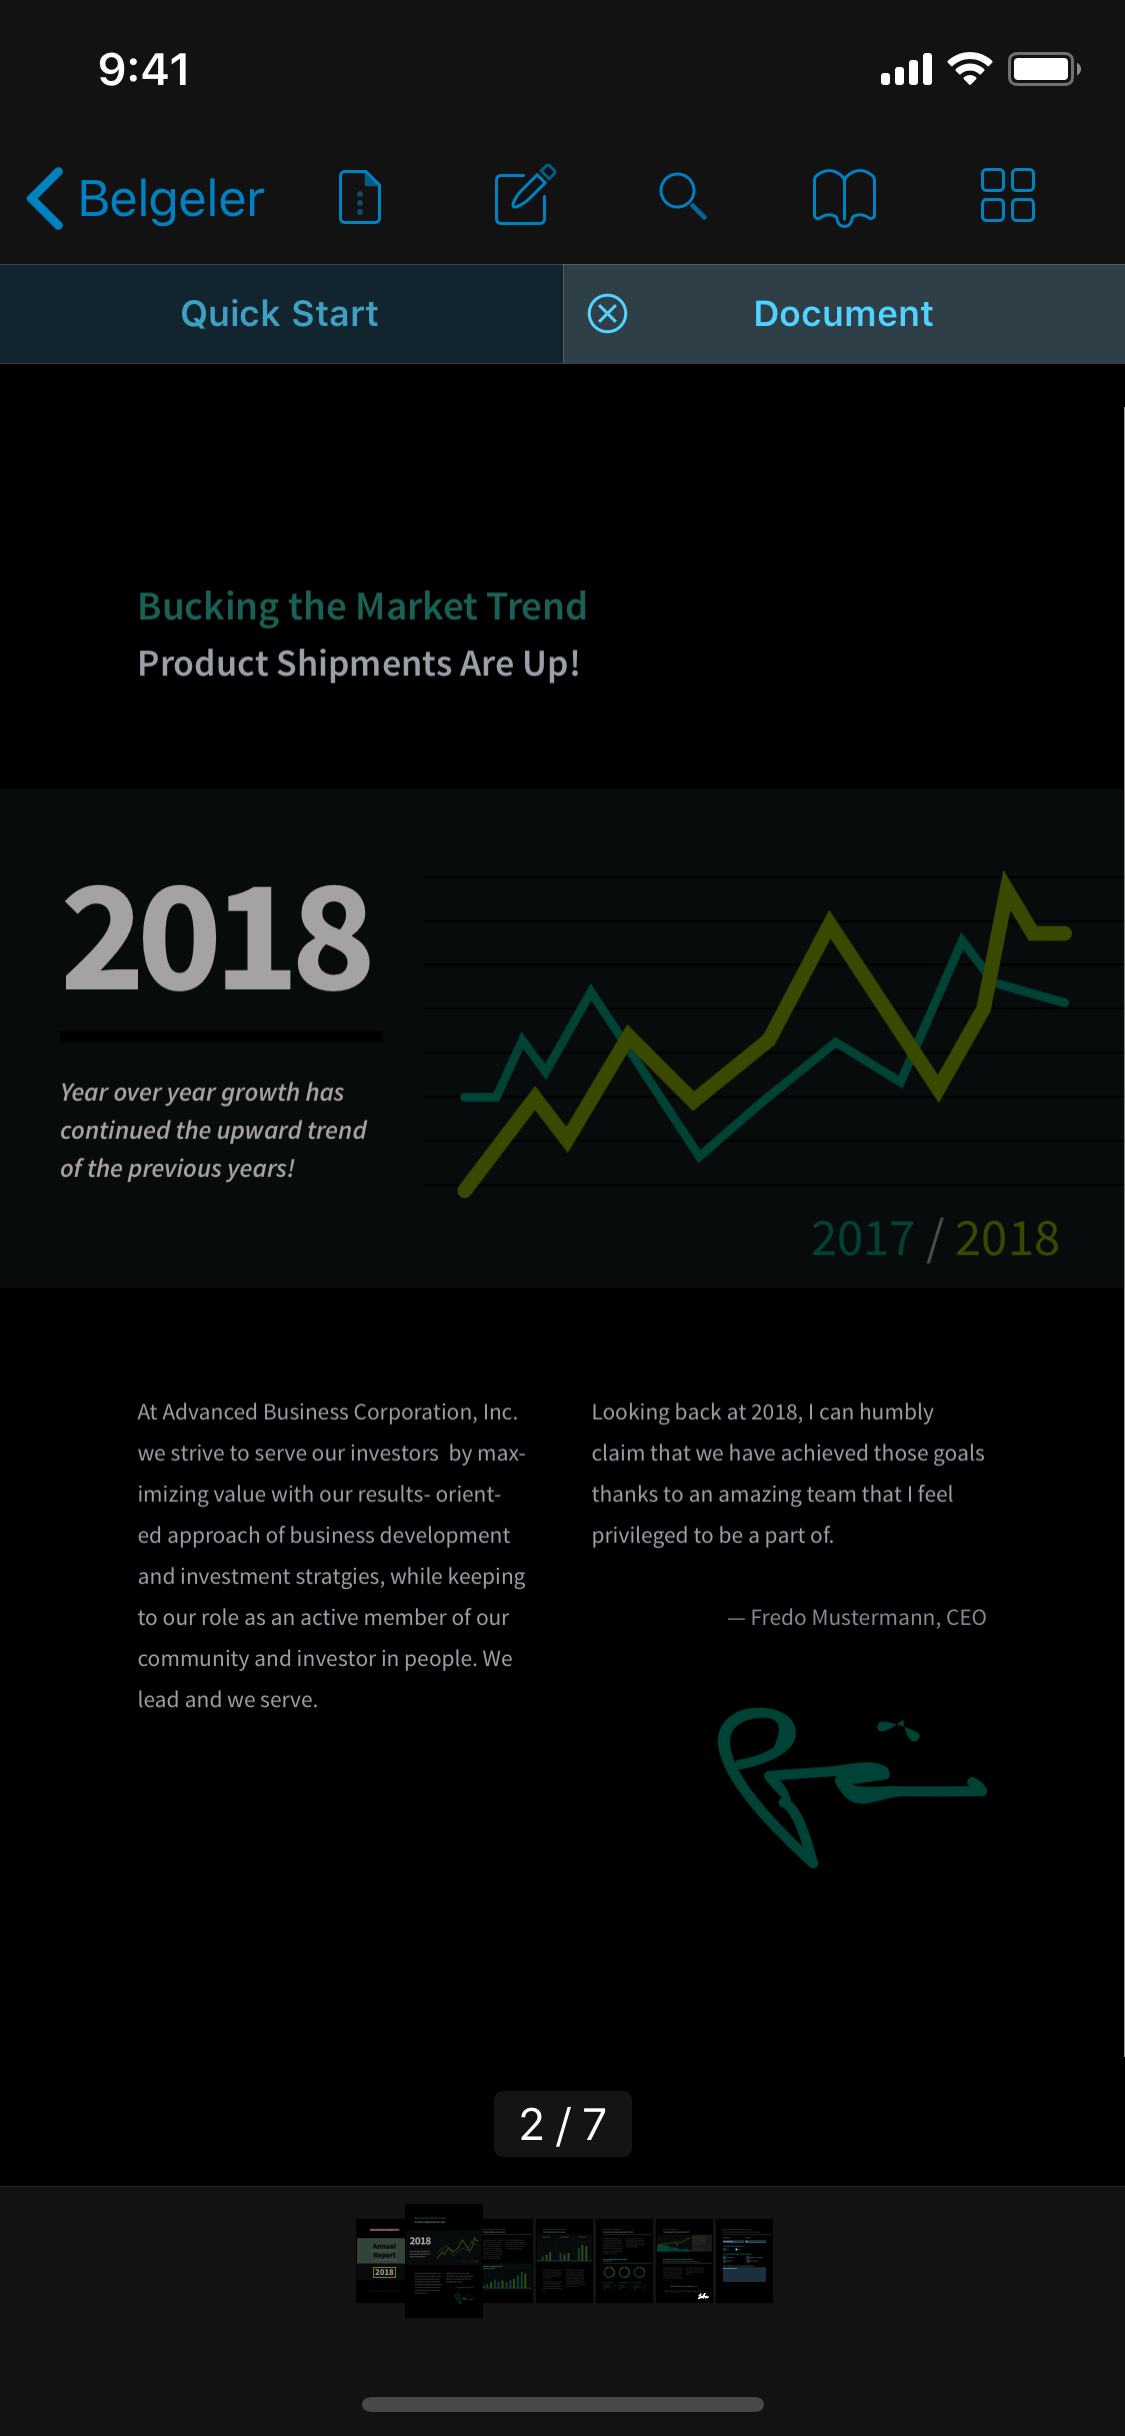 9:41
Belgeler
Quick Start
Document
Bucking the Market Trend
Product Shipments Are Up!
2018
Year over year growth has
continued the upward trend
of the previous years!
2017 / 2018
At Advanced Business Corporation, Inc.
we strive to serve our investors  by max-
imizing value with our results- orient-
ed approach of business development
and investment stratgies, while keeping
to our role as an active member of our
community and investor in people. We
lead and we serve.
Looking back at 2018, I can humbly
claim that we have achieved those goals
thanks to an amazing team that I feel
privileged to be a part of.
— Fredo Mustermann, CEO
2 / 7
Annual
Report
2018
2018